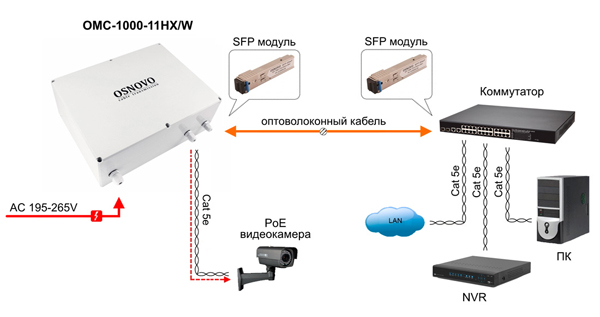 OMC-1000-11HX/W
SFP модуль
SFP модуль
OSNOVO
Коммутатор
оптоволоконный кабель
Cat 5e
Cat 5e
Cat 5e
Cat 5e
AC 195-265V
PoE
видеокамера
LAN
ПК
NVR